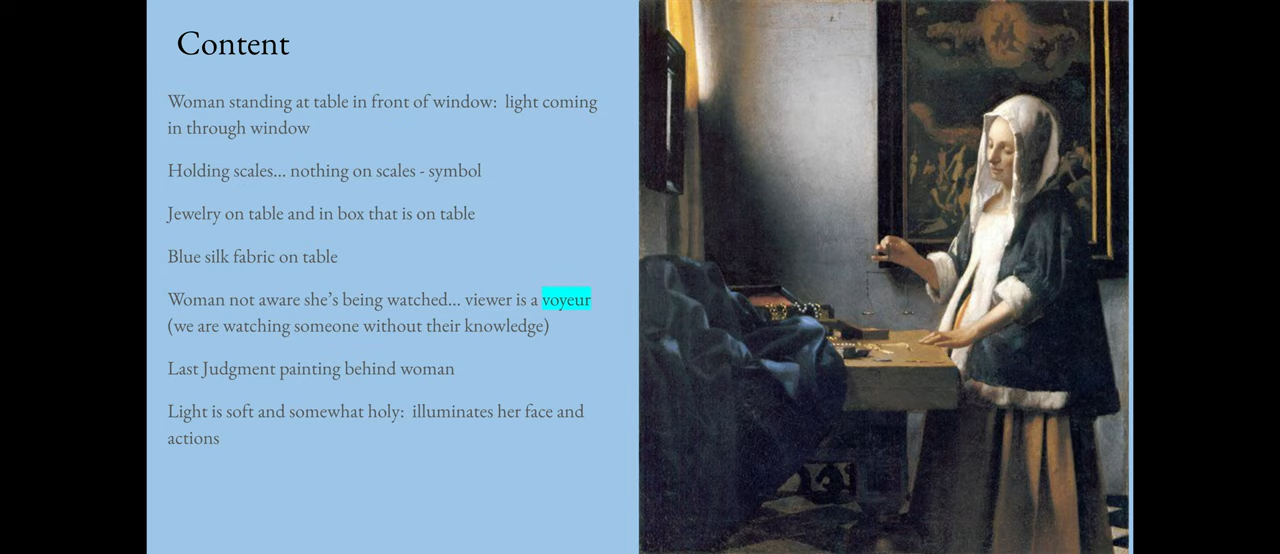 Content
Woman standing at table in front of window:  light coming
in through window
Holding scales... nothing on scales - symbol
Jewelry on table and in box that is on table
Blue silk fabric on table
Woman not aware she’s being watched... viewer is a voyeur
(we are watching someone without their knowledge)
Last Judgment painting behind woman
Light is soft and somewhat holy:  illuminates her face and
actions